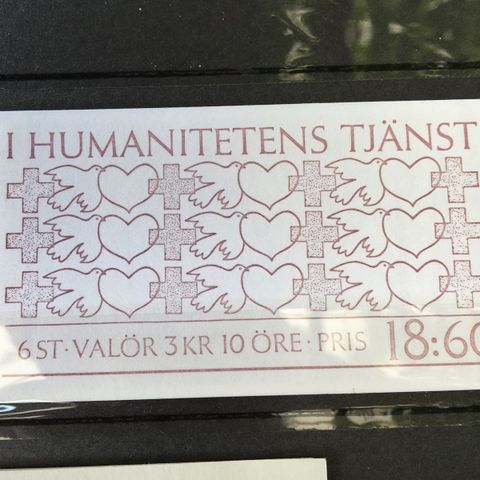 I HUMANITETENS TJÄNST
6 ST · VALÖR 3 KR 10 ÖRE · PRIS 18:60